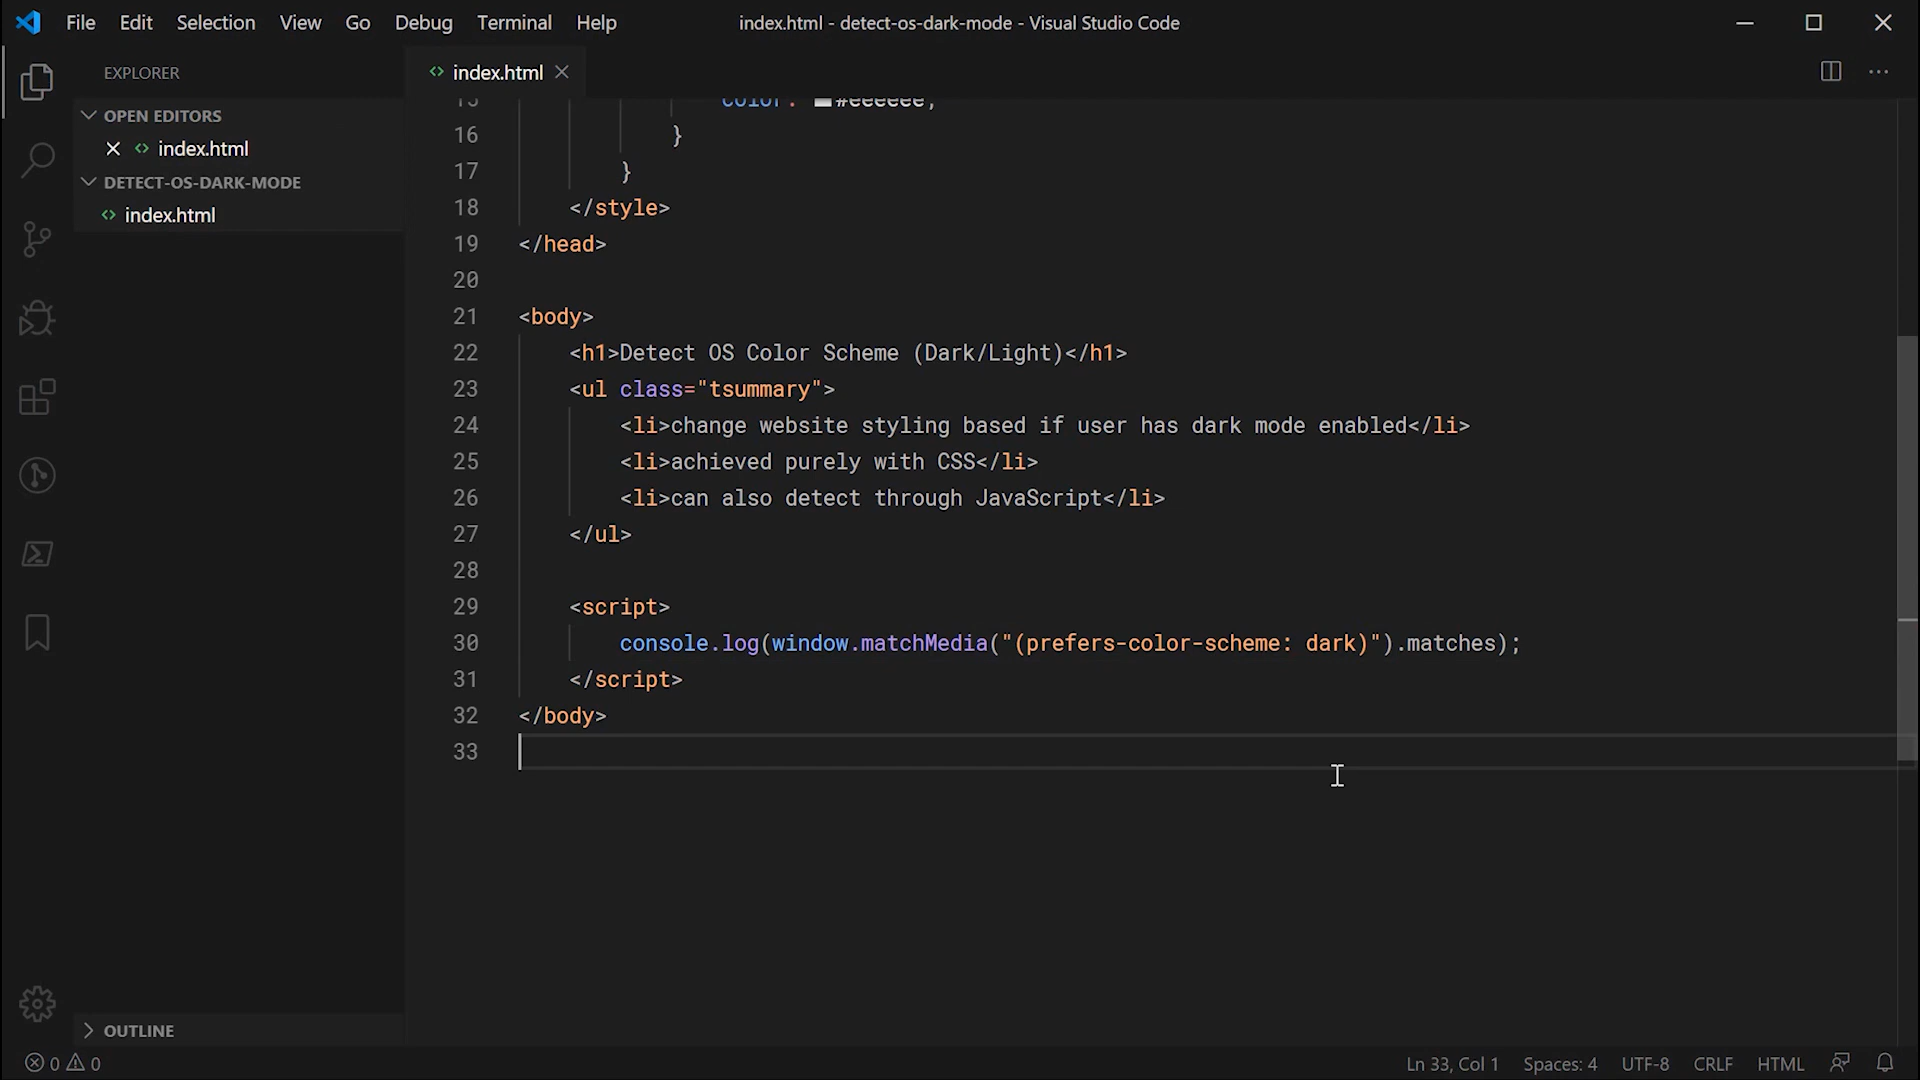 File Edit Selection View Go Debug Terminal Help index.html - detect-os-dark-mode - Visual Studio Code
EXPLORER
OPEN EDITORS
index.html
DETECT-OS-DARK-MODE
index.html
OUTLINE
index.html
15 color: #eeeeee;
16 }
17 }
18 </style>
19 </head>
20
21 <body>
22 <h1>Detect OS Color Scheme (Dark/Light)</h1>
23 <ul class="tsummary">
24 <li>change website styling based if user has dark mode enabled</li>
25 <li>achieved purely with CSS</li>
26 <li>can also detect through JavaScript</li>
27 </ul>
28
29 <script>
30 console.log(window.matchMedia("(prefers-color-scheme: dark)").matches);
31 </script>
32 </body>
33
0 0 Ln 33, Col 1 Spaces: 4 UTF-8 CRLF HTML